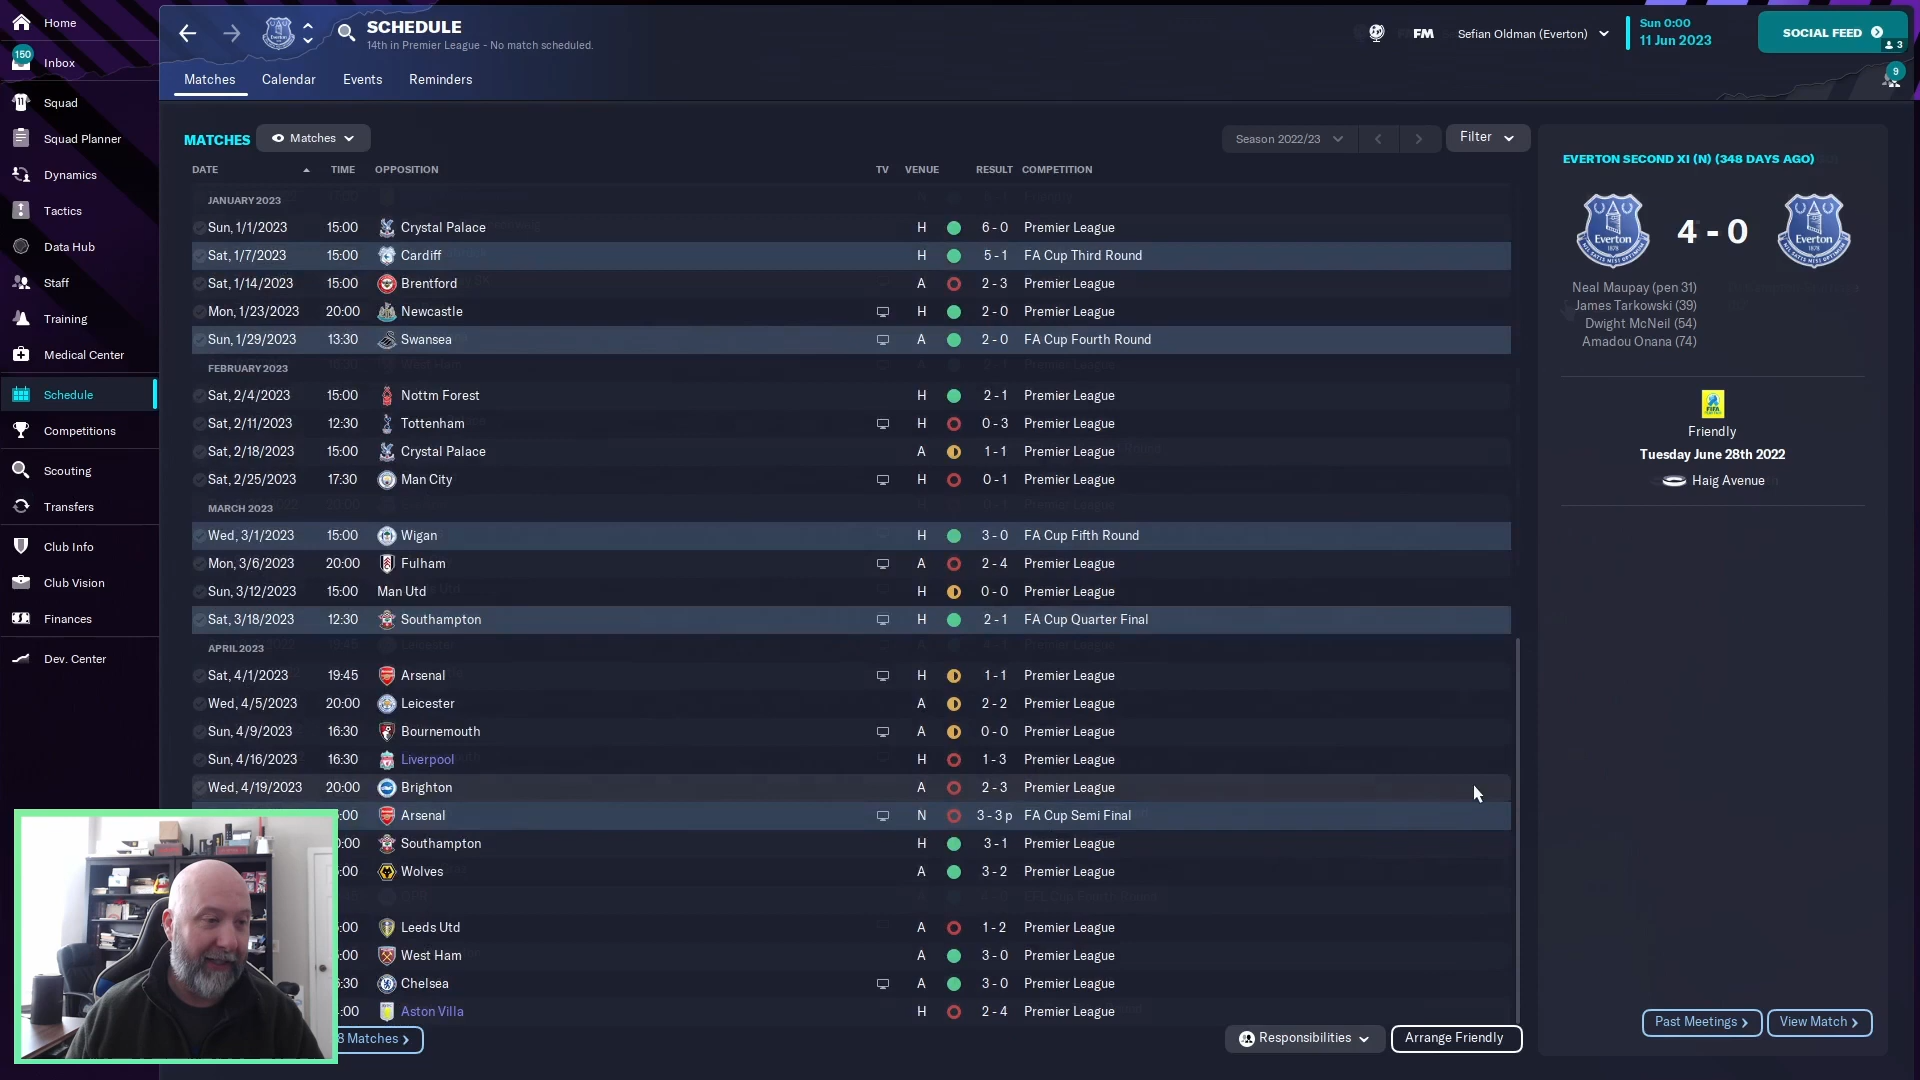 Home
150
Inbox
Squad
Squad Planner
Dynamics
Tactics
Data Hub
Staff
Training
Medical Center
Schedule
Competitions
Scouting
Transfers
Club Info
Club Vision
Finances
Dev. Center
SCHEDULE
14th in Premier League - No match scheduled.
FM
Sefian Oldman (Everton)
Sun 0:00
11 Jun 2023
SOCIAL FEED
3
9
Matches Calendar Events Reminders
MATCHES
Matches
Season 2022/23
Filter
DATE TIME OPPOSITION TV VENUE RESULT COMPETITION
JANUARY 2023
Sun, 1/1/2023 15:00 Crystal Palace H 6 - 0 Premier League
Sat, 1/7/2023 15:00 Cardiff H 5 - 1 FA Cup Third Round
Sat, 1/14/2023 15:00 Brentford A 2 - 3 Premier League
Mon, 1/23/2023 20:00 Newcastle H 2 - 0 Premier League
Sun, 1/29/2023 13:30 Swansea A 2 - 0 FA Cup Fourth Round
FEBRUARY 2023
Sat, 2/4/2023 15:00 Nottm Forest H 2 - 1 Premier League
Sat, 2/11/2023 12:30 Tottenham H 0 - 3 Premier League
Sat, 2/18/2023 15:00 Crystal Palace A 1 - 1 Premier League
Sat, 2/25/2023 17:30 Man City H 0 - 1 Premier League
MARCH 2023
Wed, 3/1/2023 15:00 Wigan H 3 - 0 FA Cup Fifth Round
Mon, 3/6/2023 20:00 Fulham A 2 - 4 Premier League
Sun, 3/12/2023 15:00 Man Utd H 0 - 0 Premier League
Sat, 3/18/2023 12:30 Southampton H 2 - 1 FA Cup Quarter Final
APRIL 2023
Sat, 4/1/2023 19:45 Arsenal H 1 - 1 Premier League
Wed, 4/5/2023 20:00 Leicester A 2 - 2 Premier League
Sun, 4/9/2023 16:30 Bournemouth A 0 - 0 Premier League
Sun, 4/16/2023 16:30 Liverpool H 1 - 3 Premier League
Wed, 4/19/2023 20:00 Brighton A 2 - 3 Premier League
:00 Arsenal N 3 - 3 p FA Cup Semi Final
:00 Southampton H 3 - 1 Premier League
:00 Wolves A 3 - 2 Premier League
:00 Leeds Utd A 1 - 2 Premier League
:00 West Ham A 3 - 0 Premier League
:30 Chelsea A 3 - 0 Premier League
:00 Aston Villa H 2 - 4 Premier League
8 Matches
Responsibilities
Arrange Friendly
EVERTON SECOND XI (N) (348 DAYS AGO)
Everton
1878
4 - 0
Everton
1878
Neal Maupay (pen 31)
James Tarkowski (39)
Dwight McNeil (54)
Amadou Onana (74)
FIFA
Friendly
Tuesday June 28th 2022
Haig Avenue
Past Meetings
View Match